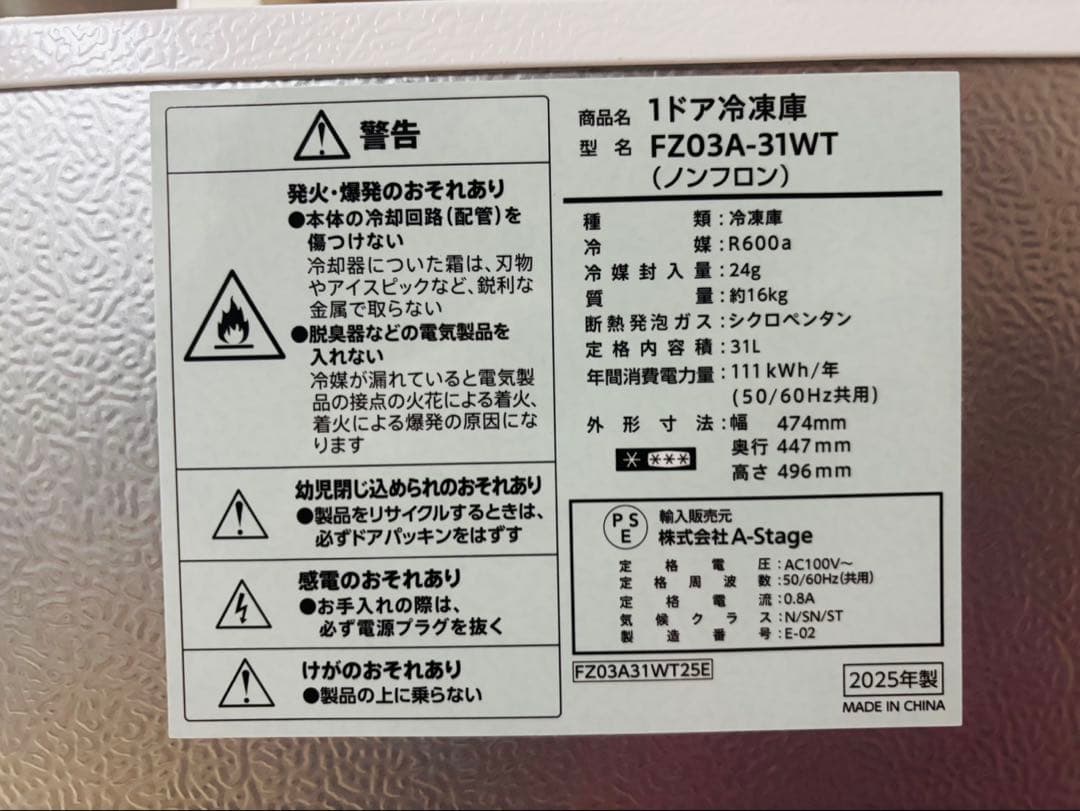 警告
発火・爆発のおそれあり
●本体の冷却回路(配管)を
傷つけない
冷却器についた霜は、刃物
やアイスピックなど、鋭利な
金属で取らない
●脱臭器などの電気製品を
入れない
冷媒が漏れていると電気製
品の接点の火花による着火、
着火による爆発の原因にな
ります
幼児閉じ込められのおそれあり
●製品をリサイクルするときは、
必ずドアパッキンをはずす
感電のおそれあり
●お手入れの際は、
必ず電源プラグを抜く
けがのおそれあり
●製品の上に乗らない
商品名 1ドア冷凍庫
型名 FZ03A-31WT
(ノンフロン)
種類:冷凍庫
冷媒:R600a
冷媒封入量:24g
質量:約16kg
断熱発泡ガス:シクロペンタン
定格内容積:31L
年間消費電力量:111kWh/年
(50/60Hz共用)
外形寸法:幅 474mm
奥行 447mm
高さ 496mm
PSE 輸入販売元
株式会社A-Stage
定格電圧:AC100V~
定格周波数:50/60Hz(共用)
定格電流:0.8A
気候クラス:N/SN/ST
製造番号:E-02
FZ03A31WT25E
2025年製
MADE IN CHINA